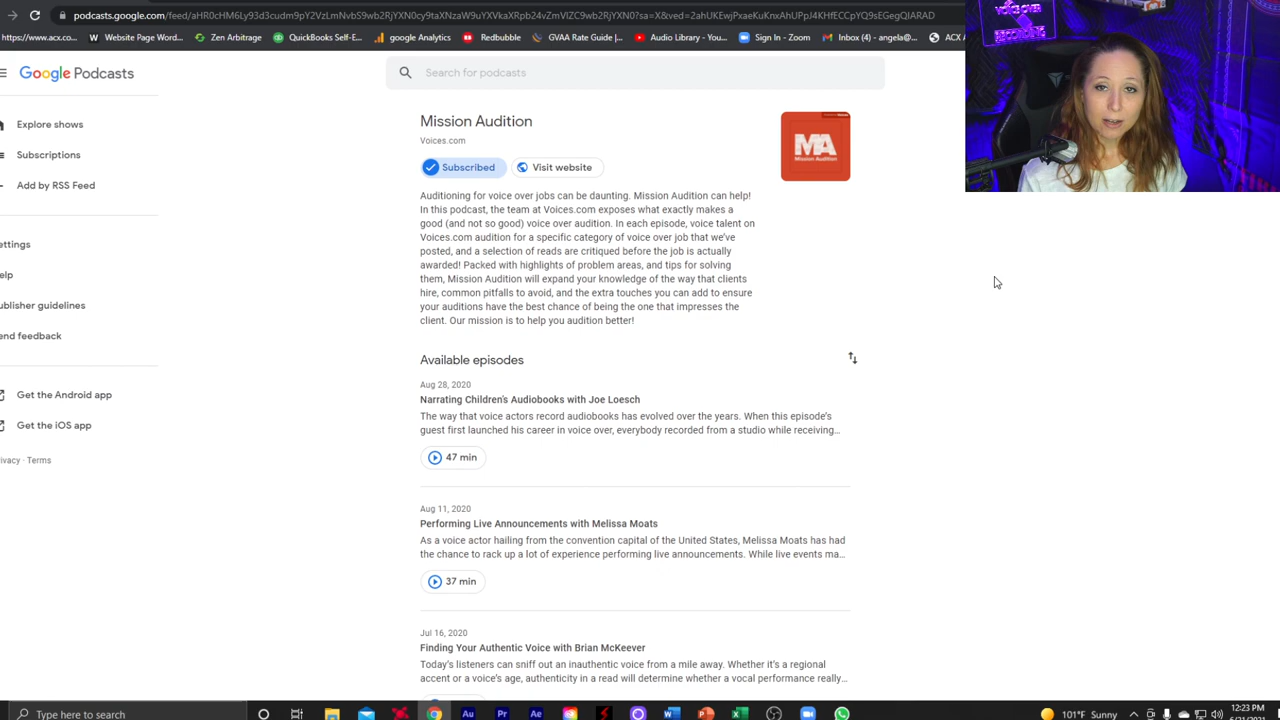 podcasts.google.com/feed/aHR0cHM6Ly93d3cudm9pY2VzLmNvbS9wb2RjYXN0cy9taXNzaW9uYXVkaXRpb24vZmVlZC9wb2RjYXN0?sa=X&ved=2ahUKEwjPxaeKuKnxAhUPpJ4KHfECCpYQ9sEGegQIARAD
https://www.acx.co...
Website Page Word...
Zen Arbitrage
QuickBooks Self-E...
google Analytics
Redbubble
GVAA Rate Guide |...
Audio Library - You...
Sign In - Zoom
Inbox (4) - angela@...
ACX
VOICE OVER
RECORDING
Google Podcasts
Search for podcasts
Explore shows
Subscriptions
Add by RSS Feed
ettings
elp
ublisher guidelines
end feedback
Get the Android app
Get the iOS app
ivacy · Terms
Mission Audition
Voices.com
Subscribed
Visit website
MA
Mission Audition
Auditioning for voice over jobs can be daunting. Mission Audition can help!
In this podcast, the team at Voices.com exposes what exactly makes a
good (and not so good) voice over audition. In each episode, voice talent on
Voices.com audition for a specific category of voice over job that we've
posted, and a selection of reads are critiqued before the job is actually
awarded! Packed with highlights of problem areas, and tips for solving
them, Mission Audition will expand your knowledge of the way that clients
hire, common pitfalls to avoid, and the extra touches you can add to ensure
your auditions have the best chance of being the one that impresses the
client. Our mission is to help you audition better!
Available episodes
Aug 28, 2020
Narrating Children's Audiobooks with Joe Loesch
The way that voice actors record audiobooks has evolved over the years. When this episode's
guest first launched his career in voice over, everybody recorded from a studio while receiving...
47 min
Aug 11, 2020
Performing Live Announcements with Melissa Moats
As a voice actor hailing from the convention capital of the United States, Melissa Moats has had
the chance to rack up a lot of experience performing live announcements. While live events ma...
37 min
Jul 16, 2020
Finding Your Authentic Voice with Brian McKeever
Today's listeners can sniff out an inauthentic voice from a mile away. Whether it's a regional
accent or a voice's age, authenticity in a read will determine whether a vocal performance really...
Type here to search
Au
Pr
Ae
101°F Sunny
12:23 PM